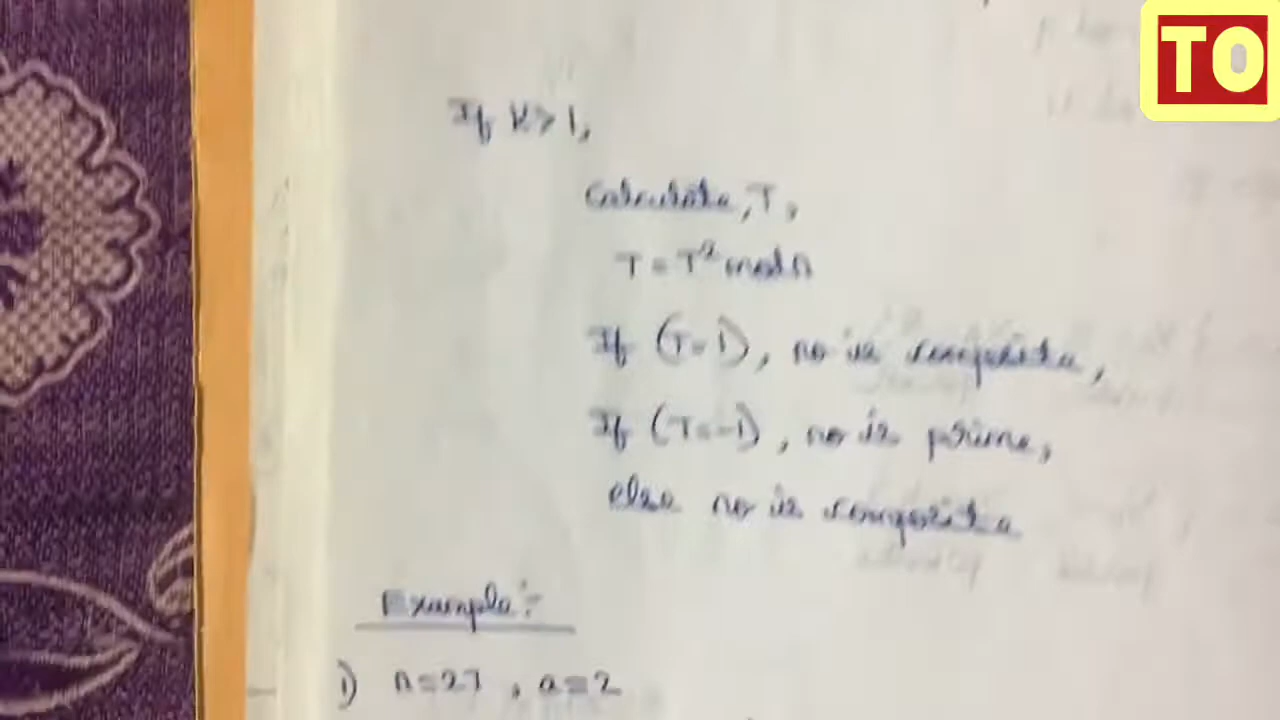 TO
If K > 1,
Calculate, T,
T = T² mod n
If (T=1), no is composite,
If (T=-1), no is prime,
else no is composite
Example:-
1) n=27, a=2